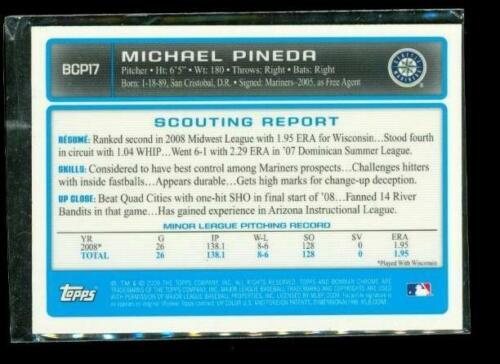 BCP17
MICHAEL PINEDA
Pitcher • Ht: 6'5" • Wt: 180 • Throws: Right • Bats: Right
Born: 1-18-89, San Cristobal, D.R. • Signed: Mariners-2005, as Free Agent
SCOUTING REPORT
RÉSUMÉ: Ranked second in 2008 Midwest League with 1.95 ERA for Wisconsin...Stood fourth
in circuit with 1.04 WHIP...Went 6-1 with 2.29 ERA in '07 Dominican Summer League.
SKILLS: Considered to have best control among Mariners prospects...Challenges hitters
with inside fastballs...Appears durable...Gets high marks for change-up deception.
UP CLOSE: Beat Quad Cities with one-hit SHO in final start of '08...Fanned 14 River
Bandits in that game...Has gained experience in Arizona Instructional League.
MINOR LEAGUE PITCHING RECORD
YR G IP W-L SO SV ERA
2008* 26 138.1 8-6 128 0 1.95
TOTAL 26 138.1 8-6 128 0 1.95
*Played With Wisconsin
Topps